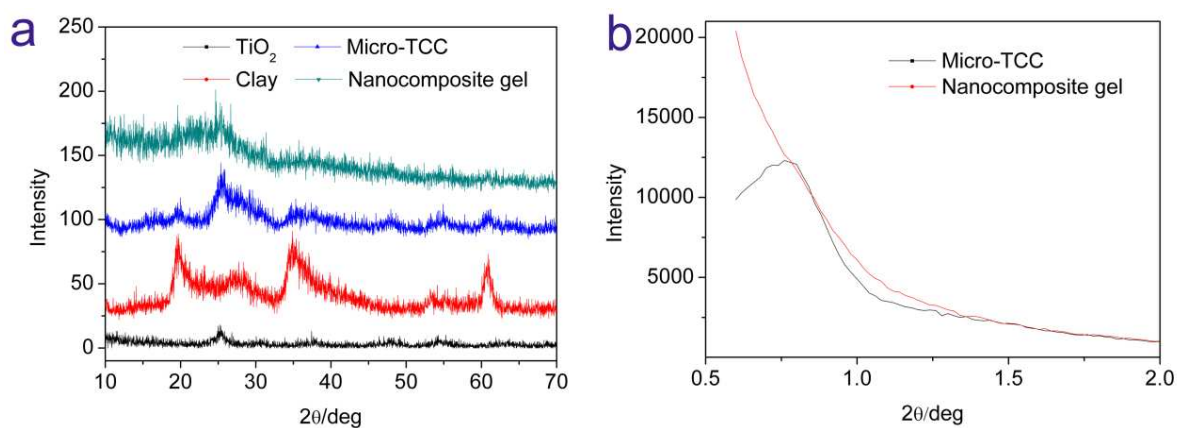 a
250
200
150
100
50
0
Intensity
TiO₂
Micro-TCC
Clay
Nanocomposite gel
10 20 30 40 50 60 70
2θ/deg
b
20000
15000
10000
5000
Intensity
Micro-TCC
Nanocomposite gel
0.5 1.0 1.5 2.0
2θ/deg